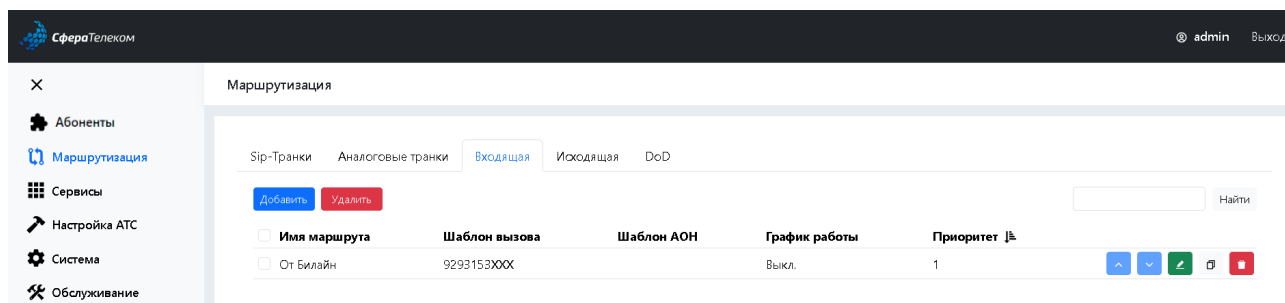 СфераТелеком
admin Выход
Маршрутизация
Абоненты
Маршрутизация
Сервисы
Настройка АТС
Система
Обслуживание
Sip-Транки Аналоговые транки Входящая Исходящая DoD
Добавить Удалить Найти
Имя маршрута Шаблон вызова Шаблон АОН График работы Приоритет
От Билайн 9293153XXX Выкл. 1